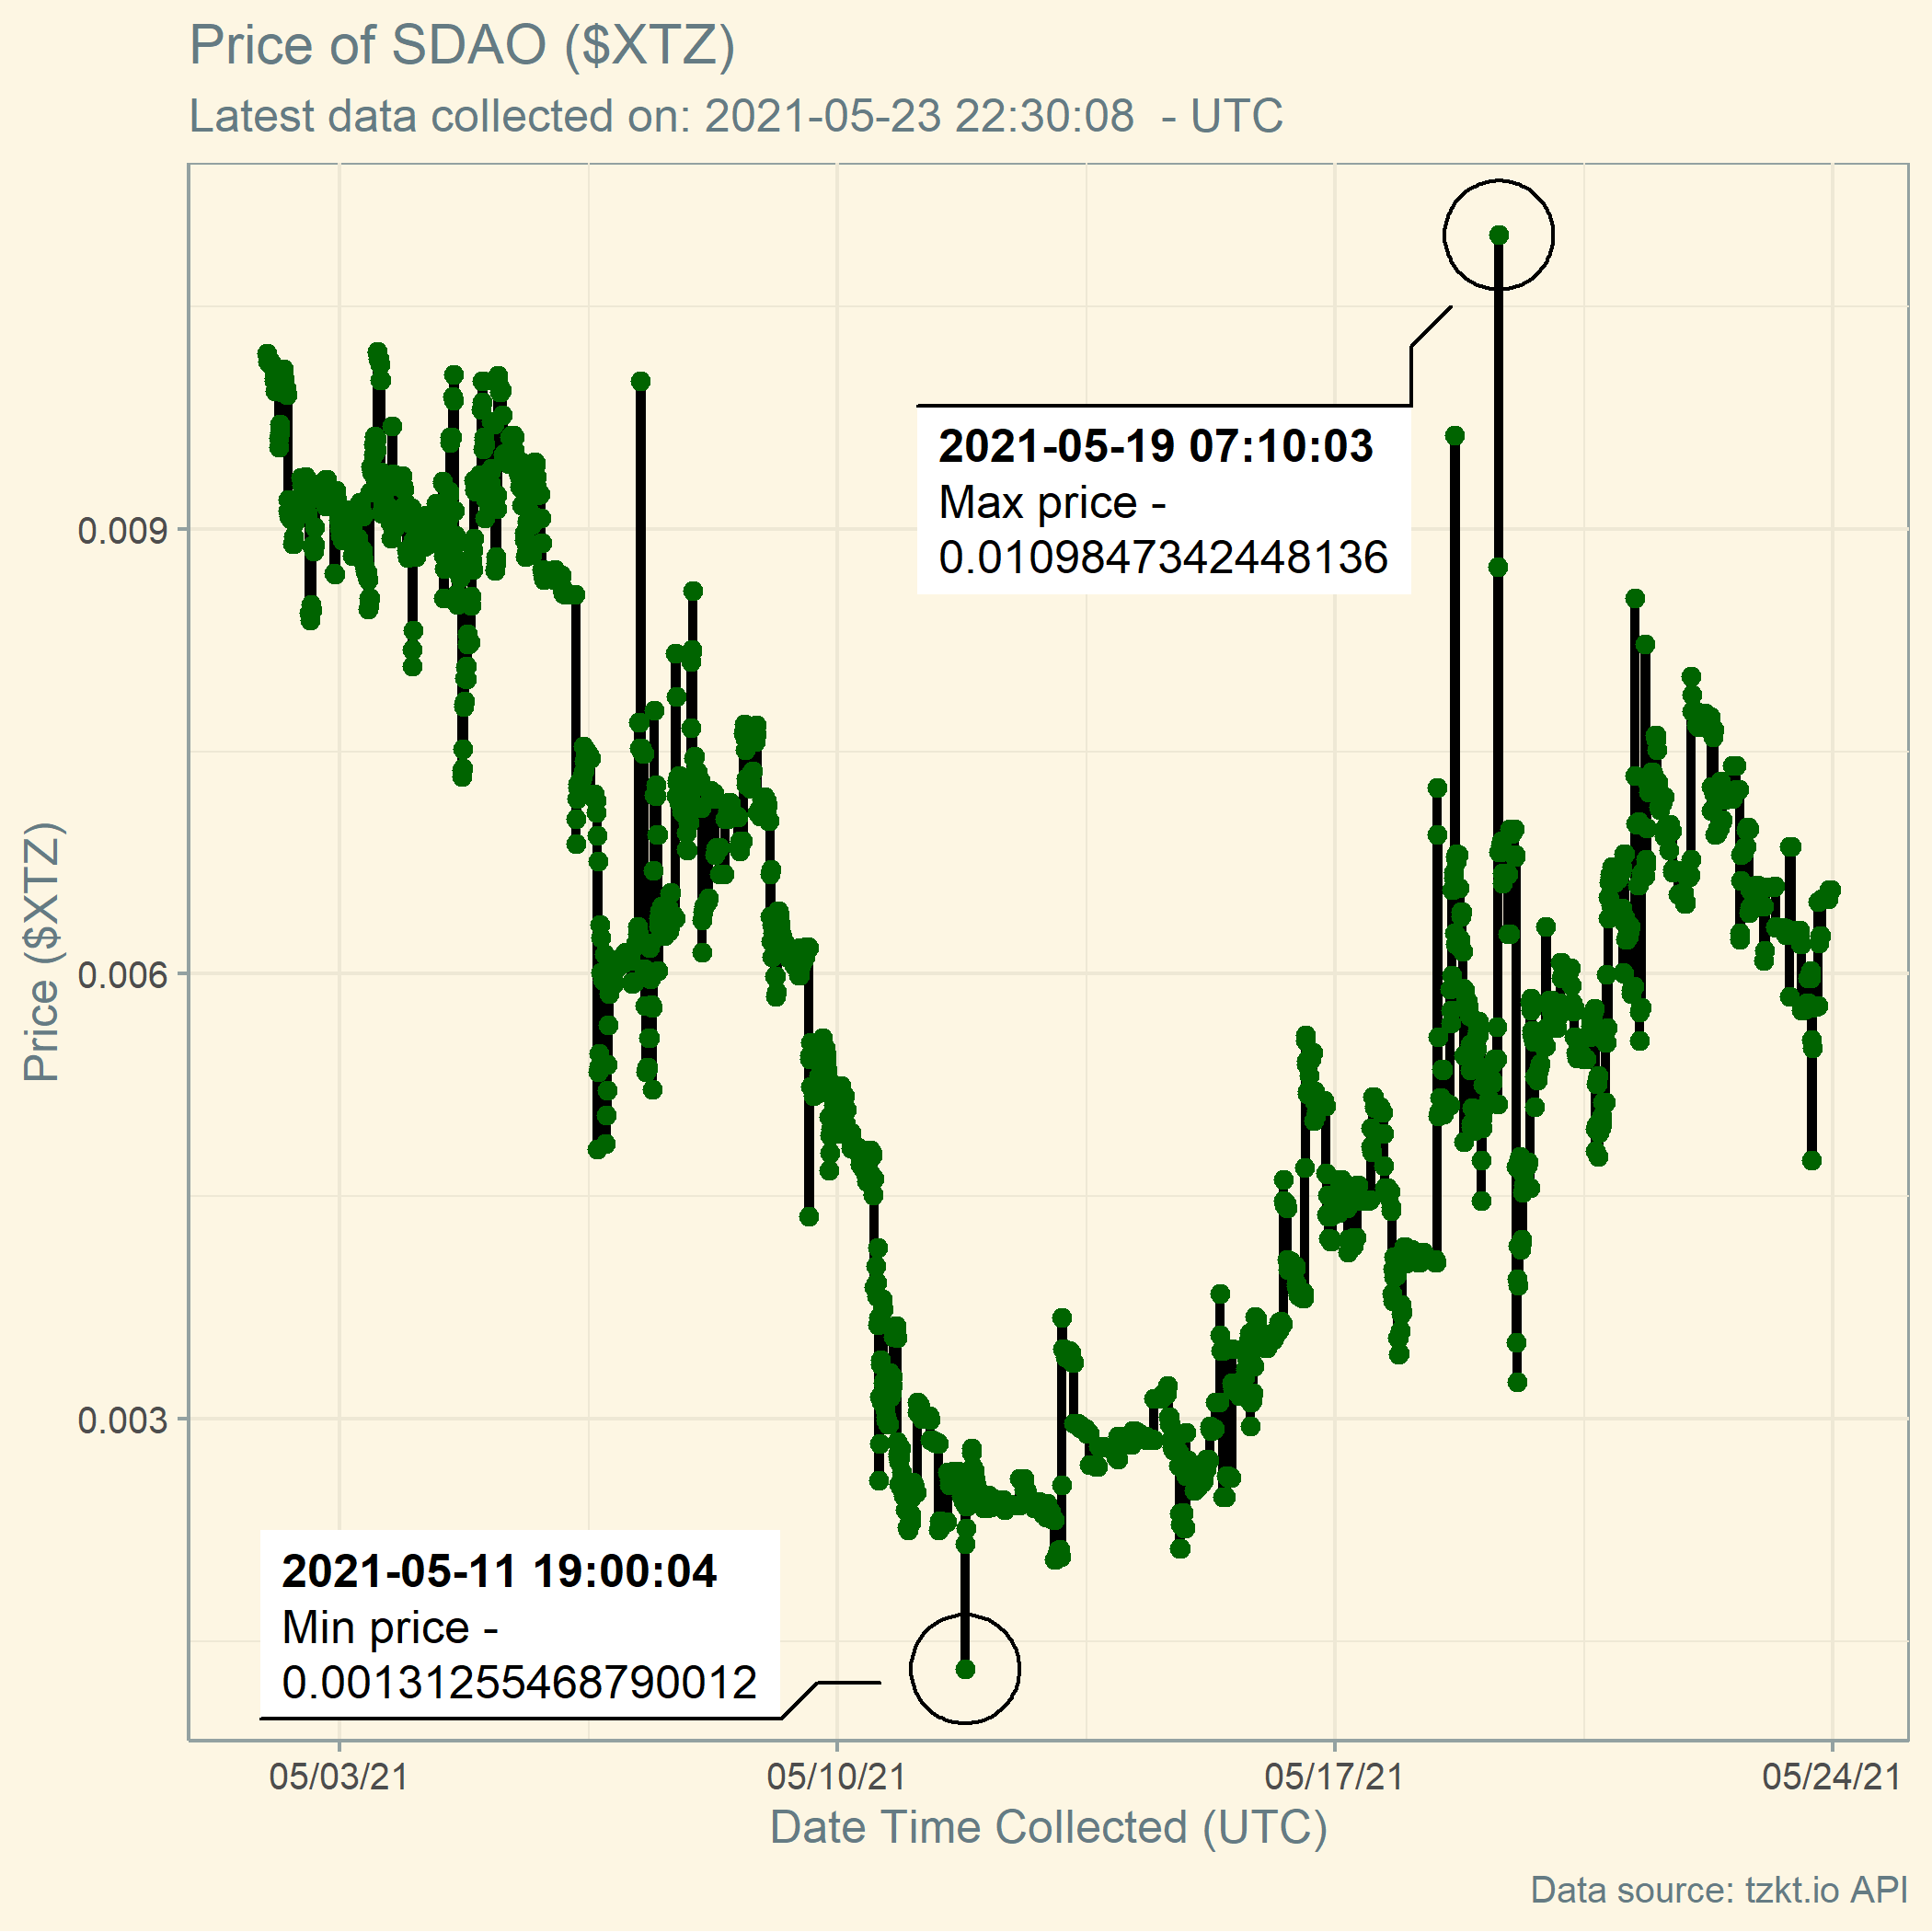 Price of SDAO ($XTZ)
Latest data collected on: 2021-05-23 22:30:08  - UTC
2021-05-19 07:10:03
Max price -
0.0109847342448136
0.009
0.006
0.003
Price ($XTZ)
2021-05-11 19:00:04
Min price -
0.00131255468790012
05/03/21
05/10/21
05/17/21
05/24/21
Date Time Collected (UTC)
Data source: tzkt.io API